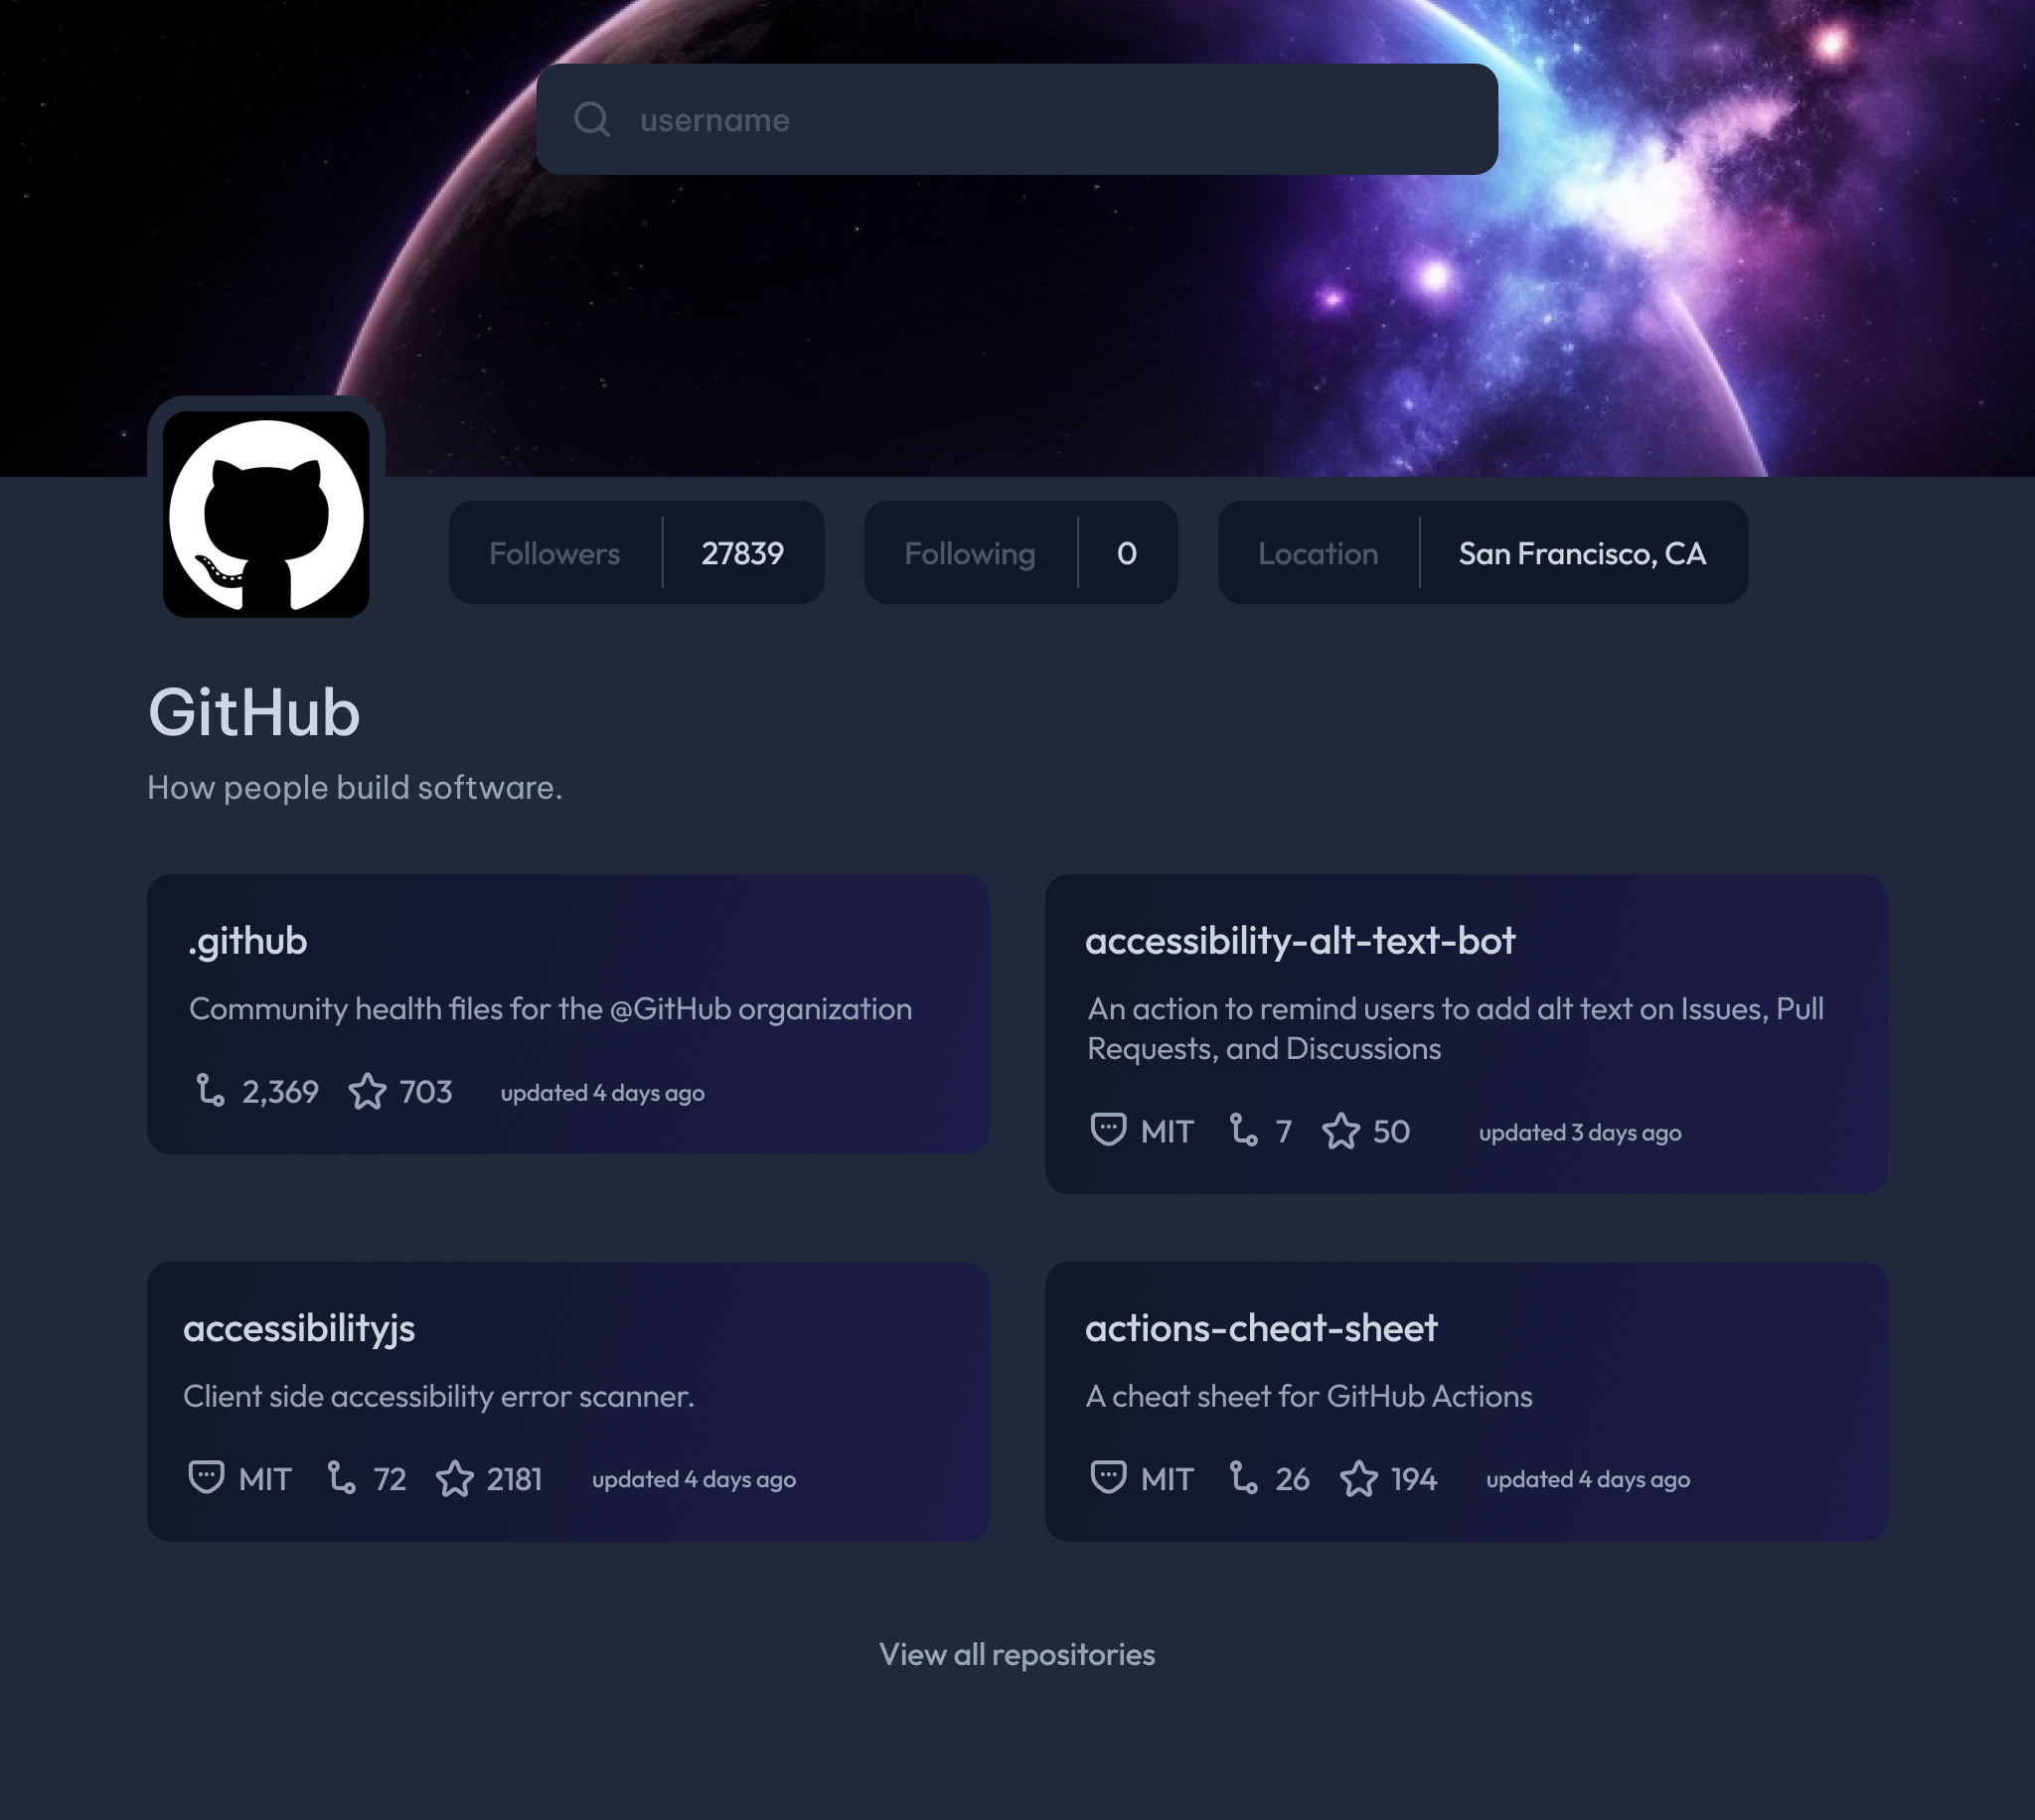 username
Followers 27839 Following 0 Location San Francisco, CA
GitHub
How people build software.
.github
Community health files for the @GitHub organization
2,369 703 updated 4 days ago
accessibility-alt-text-bot
An action to remind users to add alt text on Issues, Pull
Requests, and Discussions
MIT 7 50 updated 3 days ago
accessibilityjs
Client side accessibility error scanner.
MIT 72 2181 updated 4 days ago
actions-cheat-sheet
A cheat sheet for GitHub Actions
MIT 26 194 updated 4 days ago
View all repositories